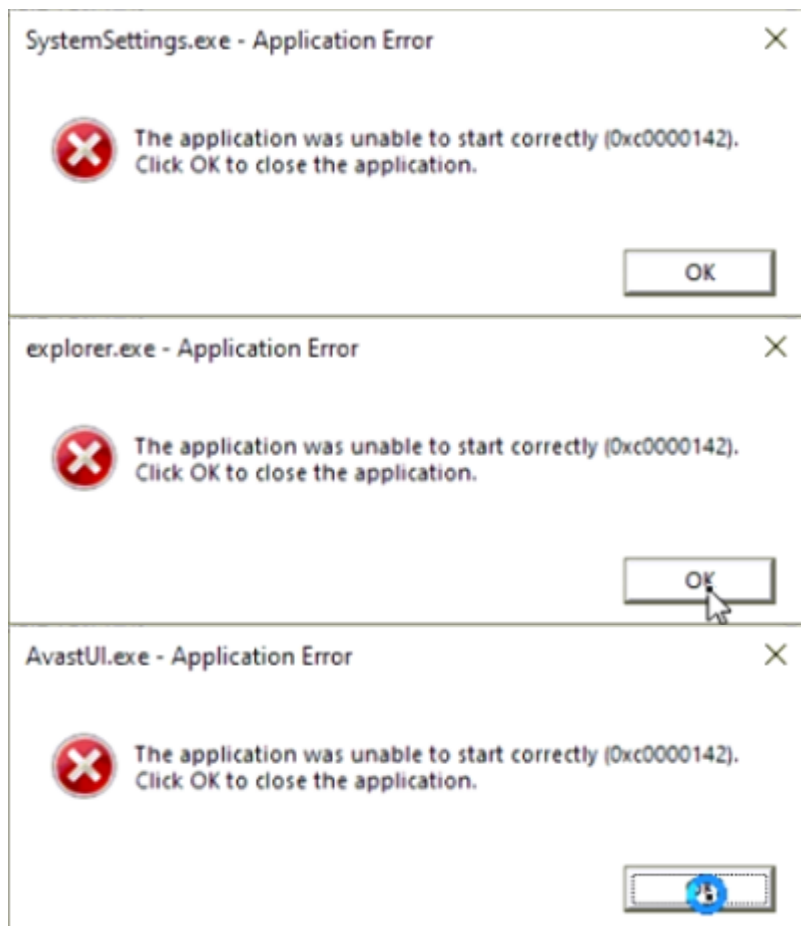 SystemSettings.exe - Application Error
The application was unable to start correctly (0xc0000142).
Click OK to close the application.
OK
explorer.exe - Application Error
The application was unable to start correctly (0xc0000142).
Click OK to close the application.
OK
AvastUI.exe - Application Error
The application was unable to start correctly (0xc0000142).
Click OK to close the application.